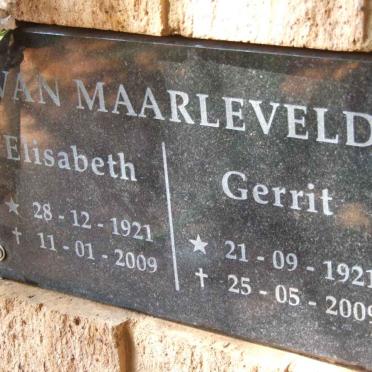 VAN MAARLEVELD
Elisabeth
★ 28 - 12 - 1921
✝ 11 - 01 - 2009
Gerrit
★ 21 - 09 - 1921
✝ 25 - 05 - 2009